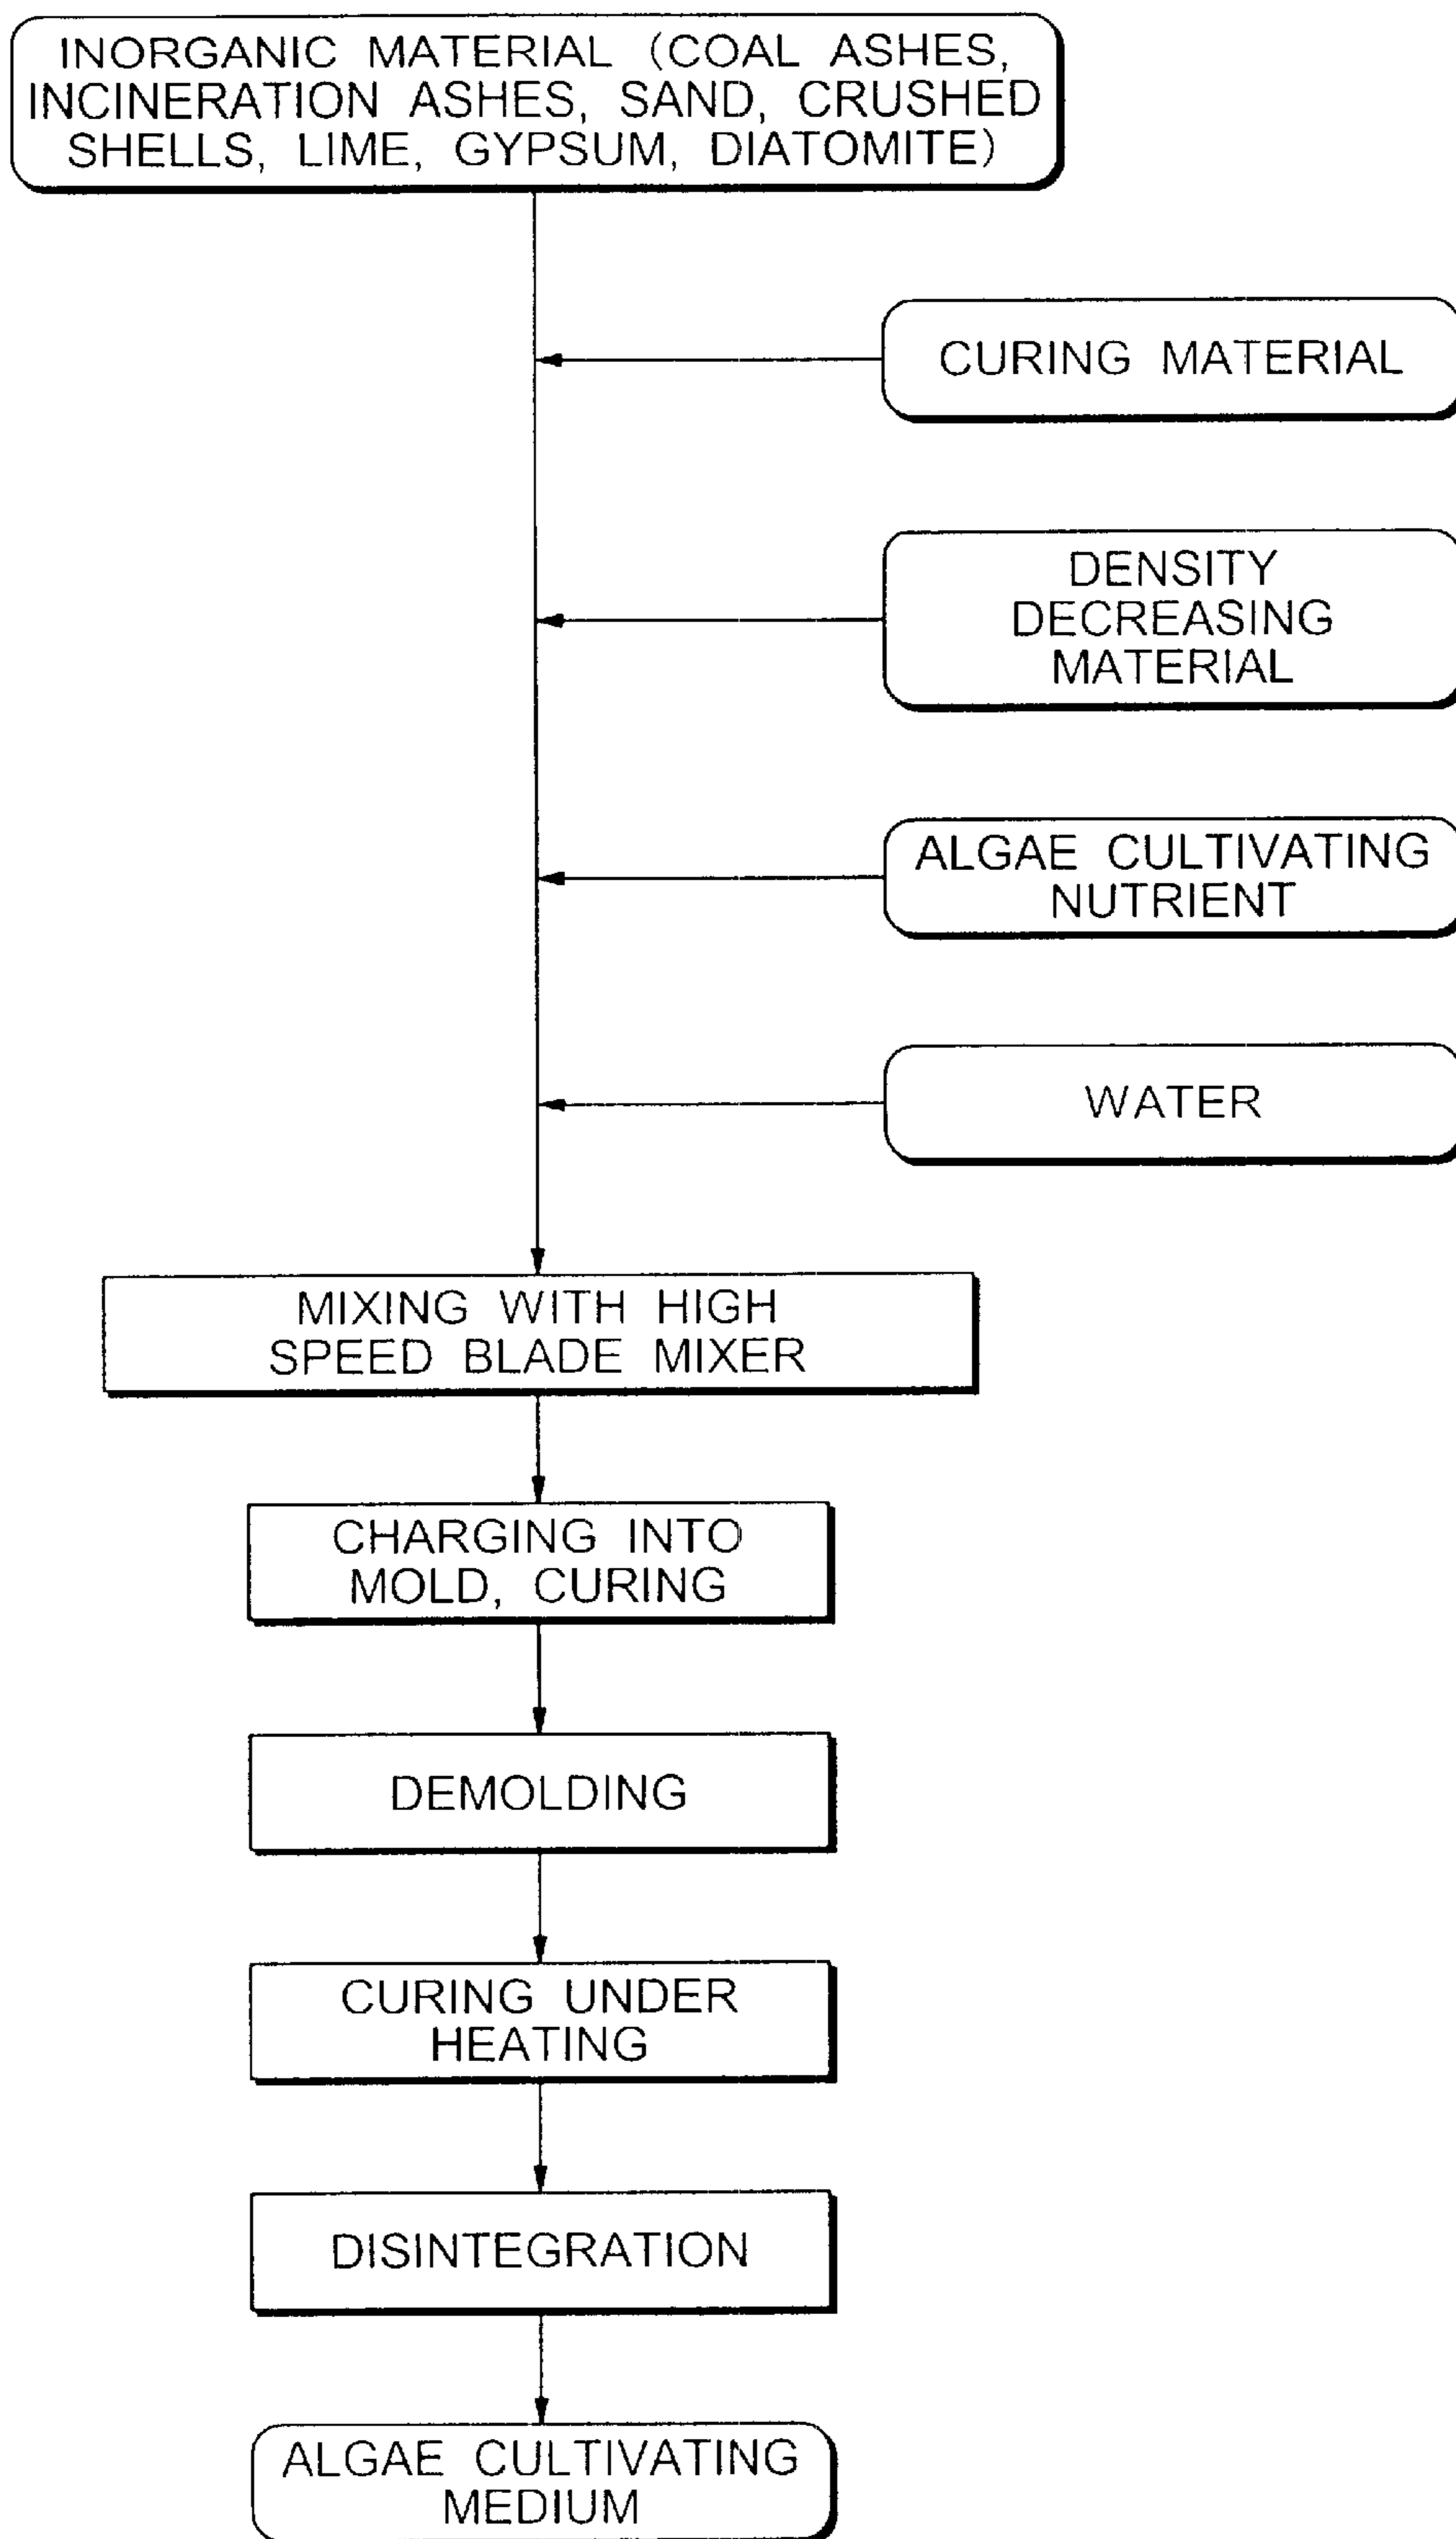 INORGANIC MATERIAL (COAL ASHES,
INCINERATION ASHES, SAND, CRUSHED
SHELLS, LIME, GYPSUM, DIATOMITE)
CURING MATERIAL
DENSITY
DECREASING
MATERIAL
ALGAE CULTIVATING
NUTRIENT
WATER
MIXING WITH HIGH
SPEED BLADE MIXER
CHARGING INTO
MOLD, CURING
DEMOLDING
CURING UNDER
HEATING
DISINTEGRATION
ALGAE CULTIVATING
MEDIUM